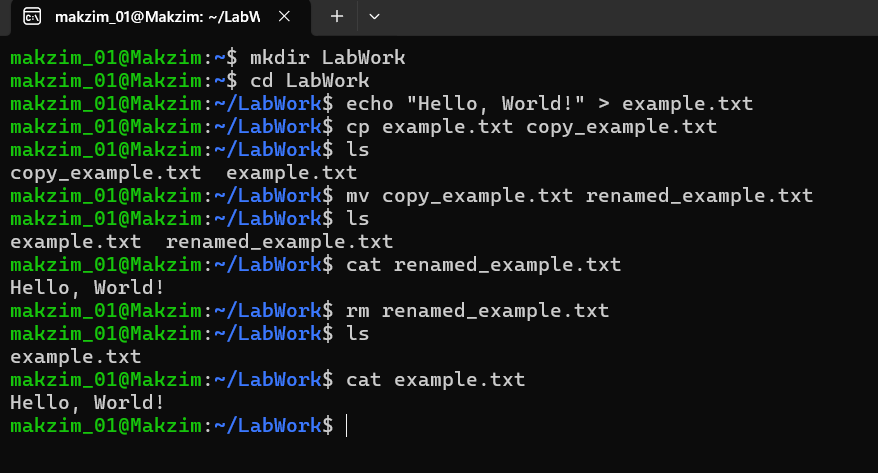 makzim_01@Makzim: ~/LabW
makzim_01@Makzim:~$ mkdir LabWork
makzim_01@Makzim:~$ cd LabWork
makzim_01@Makzim:~/LabWork$ echo "Hello, World!" > example.txt
makzim_01@Makzim:~/LabWork$ cp example.txt copy_example.txt
makzim_01@Makzim:~/LabWork$ ls
copy_example.txt  example.txt
makzim_01@Makzim:~/LabWork$ mv copy_example.txt renamed_example.txt
makzim_01@Makzim:~/LabWork$ ls
example.txt  renamed_example.txt
makzim_01@Makzim:~/LabWork$ cat renamed_example.txt
Hello, World!
makzim_01@Makzim:~/LabWork$ rm renamed_example.txt
makzim_01@Makzim:~/LabWork$ ls
example.txt
makzim_01@Makzim:~/LabWork$ cat example.txt
Hello, World!
makzim_01@Makzim:~/LabWork$